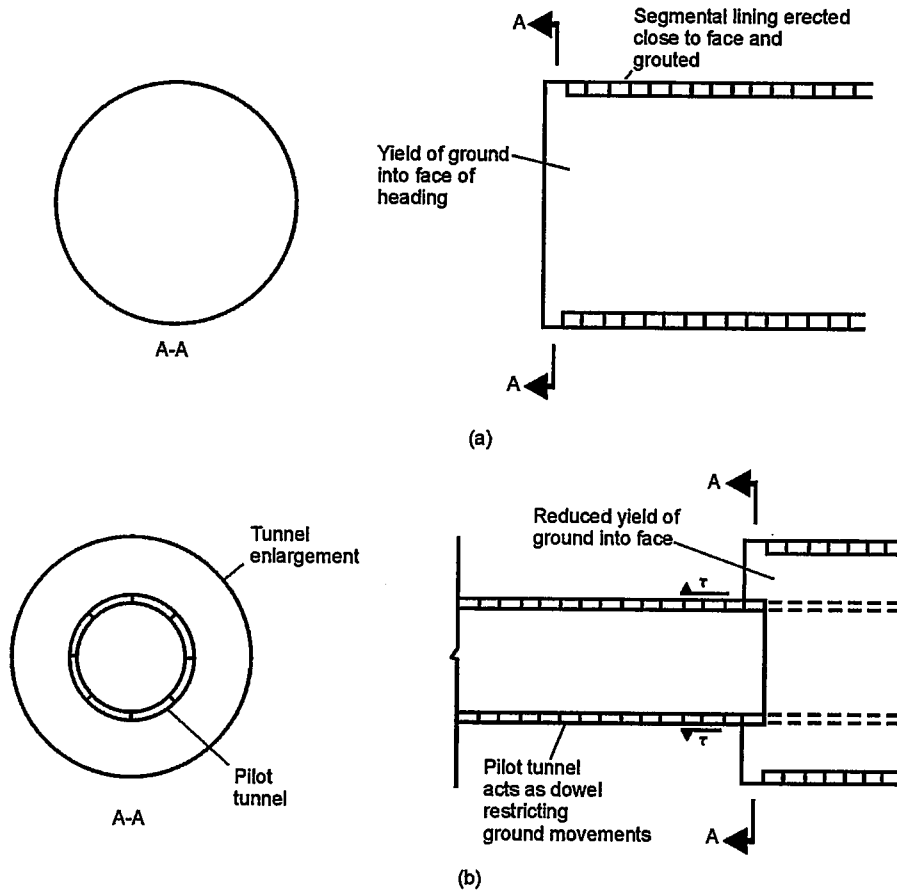 A
Segmental lining erected
close to face and
grouted
Yield of ground
into face of
heading
A-A
A
(a)
A
Tunnel
enlargement
Reduced yield of
ground into face
τ
τ
Pilot
tunnel
Pilot tunnel
acts as dowel
restricting
ground movements
A-A
A
(b)